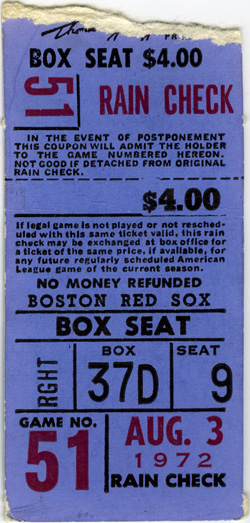 BOX SEAT $4.00
51 RAIN CHECK
IN THE EVENT OF POSTPONEMENT
THIS COUPON WILL ADMIT THE HOLDER
TO THE GAME NUMBERED HEREON.
NOT GOOD IF DETACHED FROM ORIGINAL
RAIN CHECK.
$4.00
If legal game is not played or not resched-
uled with this same ticket valid, this rain
check may be exchanged at box office for
a ticket of the same price, if available, for
any future regularly scheduled American
League game of the current season.
NO MONEY REFUNDED
BOSTON RED SOX
BOX SEAT
RGHT BOX SEAT
37D 9
GAME NO. AUG. 3
51 1972
RAIN CHECK